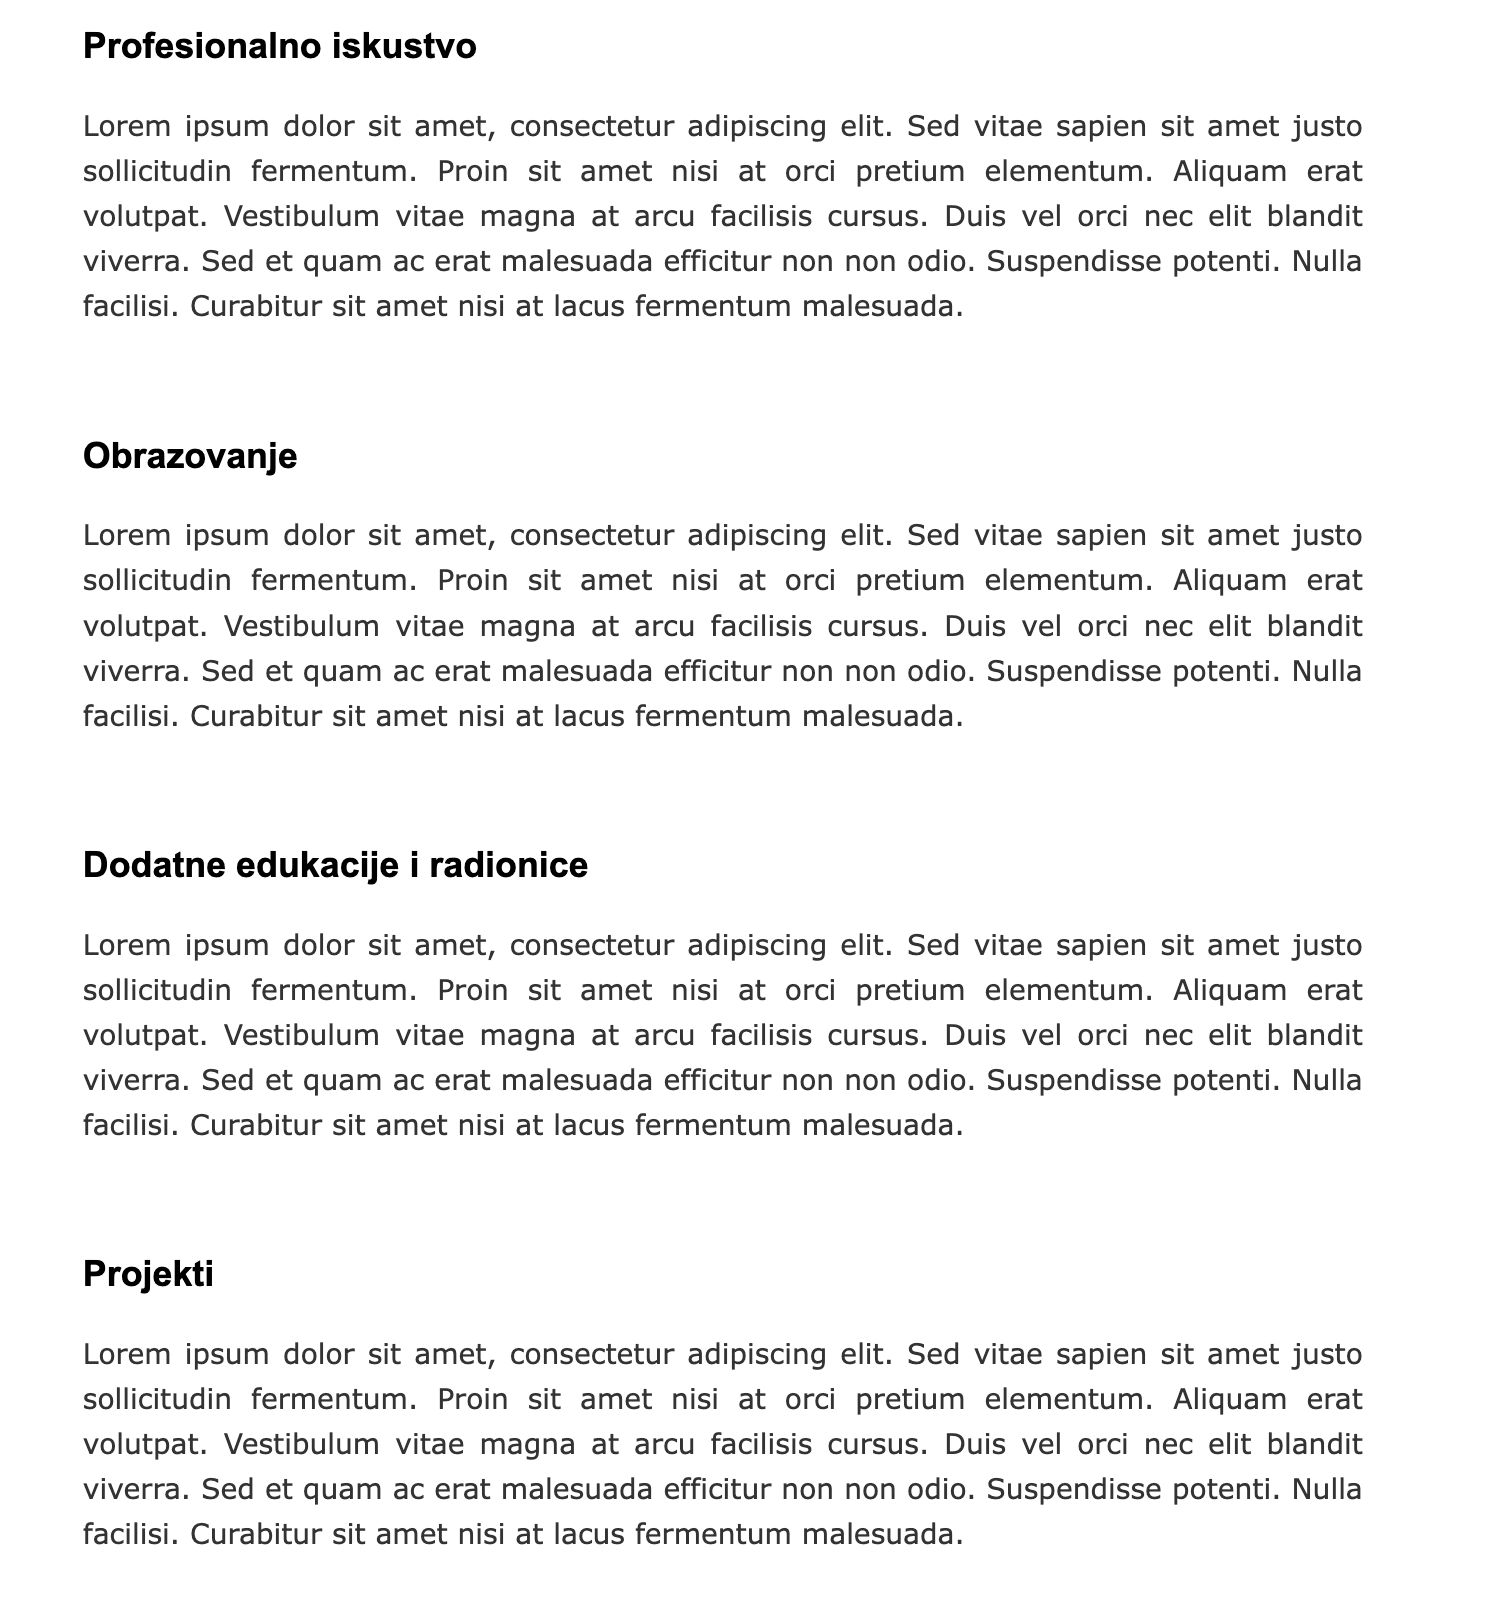 Profesionalno iskustvo
Lorem ipsum dolor sit amet, consectetur adipiscing elit. Sed vitae sapien sit amet justo
sollicitudin fermentum. Proin sit amet nisi at orci pretium elementum. Aliquam erat
volutpat. Vestibulum vitae magna at arcu facilisis cursus. Duis vel orci nec elit blandit
viverra. Sed et quam ac erat malesuada efficitur non non odio. Suspendisse potenti. Nulla
facilisi. Curabitur sit amet nisi at lacus fermentum malesuada.
Obrazovanje
Lorem ipsum dolor sit amet, consectetur adipiscing elit. Sed vitae sapien sit amet justo
sollicitudin fermentum. Proin sit amet nisi at orci pretium elementum. Aliquam erat
volutpat. Vestibulum vitae magna at arcu facilisis cursus. Duis vel orci nec elit blandit
viverra. Sed et quam ac erat malesuada efficitur non non odio. Suspendisse potenti. Nulla
facilisi. Curabitur sit amet nisi at lacus fermentum malesuada.
Dodatne edukacije i radionice
Lorem ipsum dolor sit amet, consectetur adipiscing elit. Sed vitae sapien sit amet justo
sollicitudin fermentum. Proin sit amet nisi at orci pretium elementum. Aliquam erat
volutpat. Vestibulum vitae magna at arcu facilisis cursus. Duis vel orci nec elit blandit
viverra. Sed et quam ac erat malesuada efficitur non non odio. Suspendisse potenti. Nulla
facilisi. Curabitur sit amet nisi at lacus fermentum malesuada.
Projekti
Lorem ipsum dolor sit amet, consectetur adipiscing elit. Sed vitae sapien sit amet justo
sollicitudin fermentum. Proin sit amet nisi at orci pretium elementum. Aliquam erat
volutpat. Vestibulum vitae magna at arcu facilisis cursus. Duis vel orci nec elit blandit
viverra. Sed et quam ac erat malesuada efficitur non non odio. Suspendisse potenti. Nulla
facilisi. Curabitur sit amet nisi at lacus fermentum malesuada.